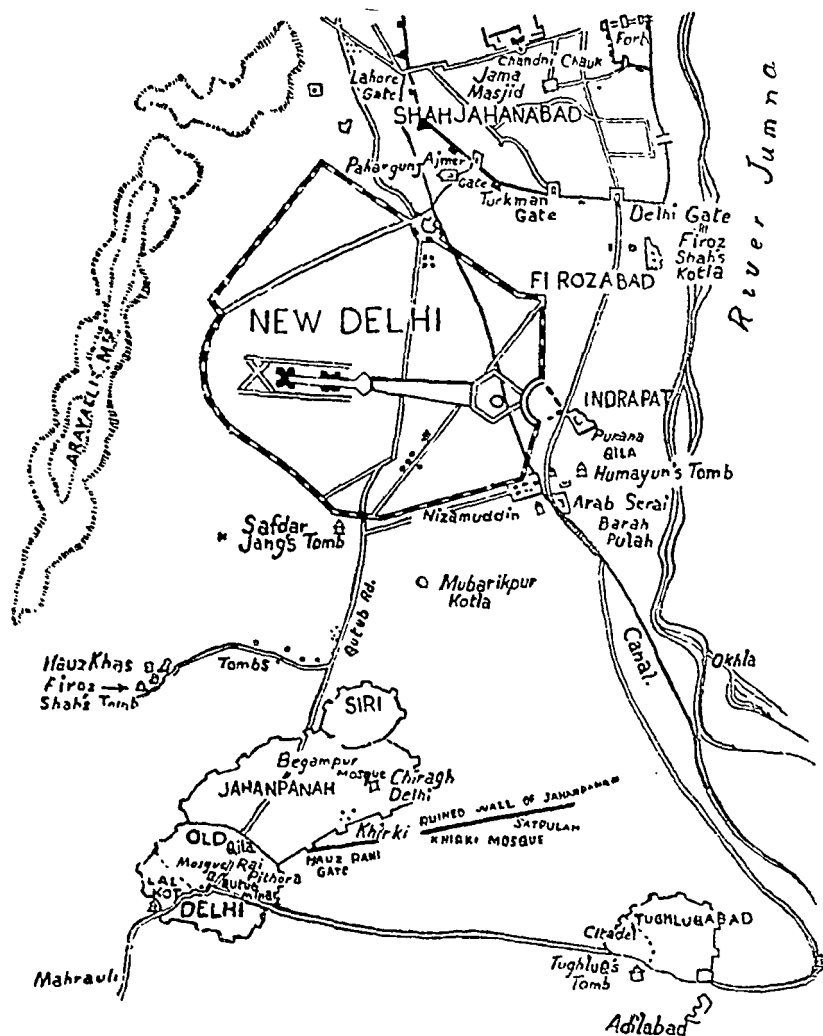 Fort
Chandni Chauk
Lahore
Gate
Jama
Masjid
SHAHJAHANABAD
Pahargung
Ajmer
Gate
Turkman
Gate
Delhi Gate
Firoz
Shah's
Kotla
FIROZABAD
River Jumna
NEW DELHI
ARAVALLIS MTS
INDRAPAT
Purana
QILA
Humayun's Tomb
Nizamuddin
Arab Serai
Barah
Pulah
Safdar
Jang's Tomb
Mubarikpur
Kotla
Qutub Rd.
Canal.
Okhla
Hauz Khas
Firoz
Shah's Tomb
Tombs
SIRI
Begampur
Mosque
JAHANPANAH
Chiragh
Delhi
Khirki
RUINED WALL OF JAHANPANAH
SATPULAH
KHIRKI MOSQUE
HAUZ RANI
GATE
OLD
Qila
Mosque
Rai
Pithora
Qutub
Minar
LAL
KOT
DELHI
Mahrauli
TUGHLUBABAD
Citadel
Tughluq's
Tomb
Adilabad